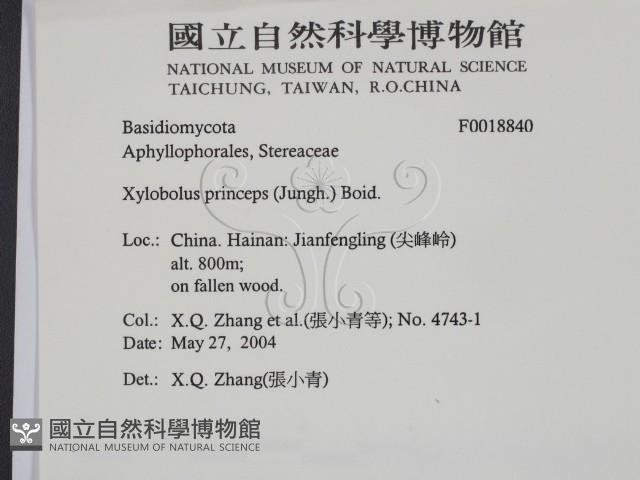 國立自然科學博物館
NATIONAL MUSEUM OF NATURAL SCIENCE
TAICHUNG, TAIWAN, R.O.CHINA
Basidiomycota F0018840
Aphyllophorales, Stereaceae
Xylobolus princeps (Jungh.) Boid.
Loc.: China. Hainan: Jianfengling (尖峰岭)
alt. 800m;
on fallen wood.
Col.: X.Q. Zhang et al.(張小青等); No. 4743-1
Date: May 27, 2004
Det.: X.Q. Zhang(張小青)
國立自然科學博物館
NATIONAL MUSEUM OF NATURAL SCIENCE